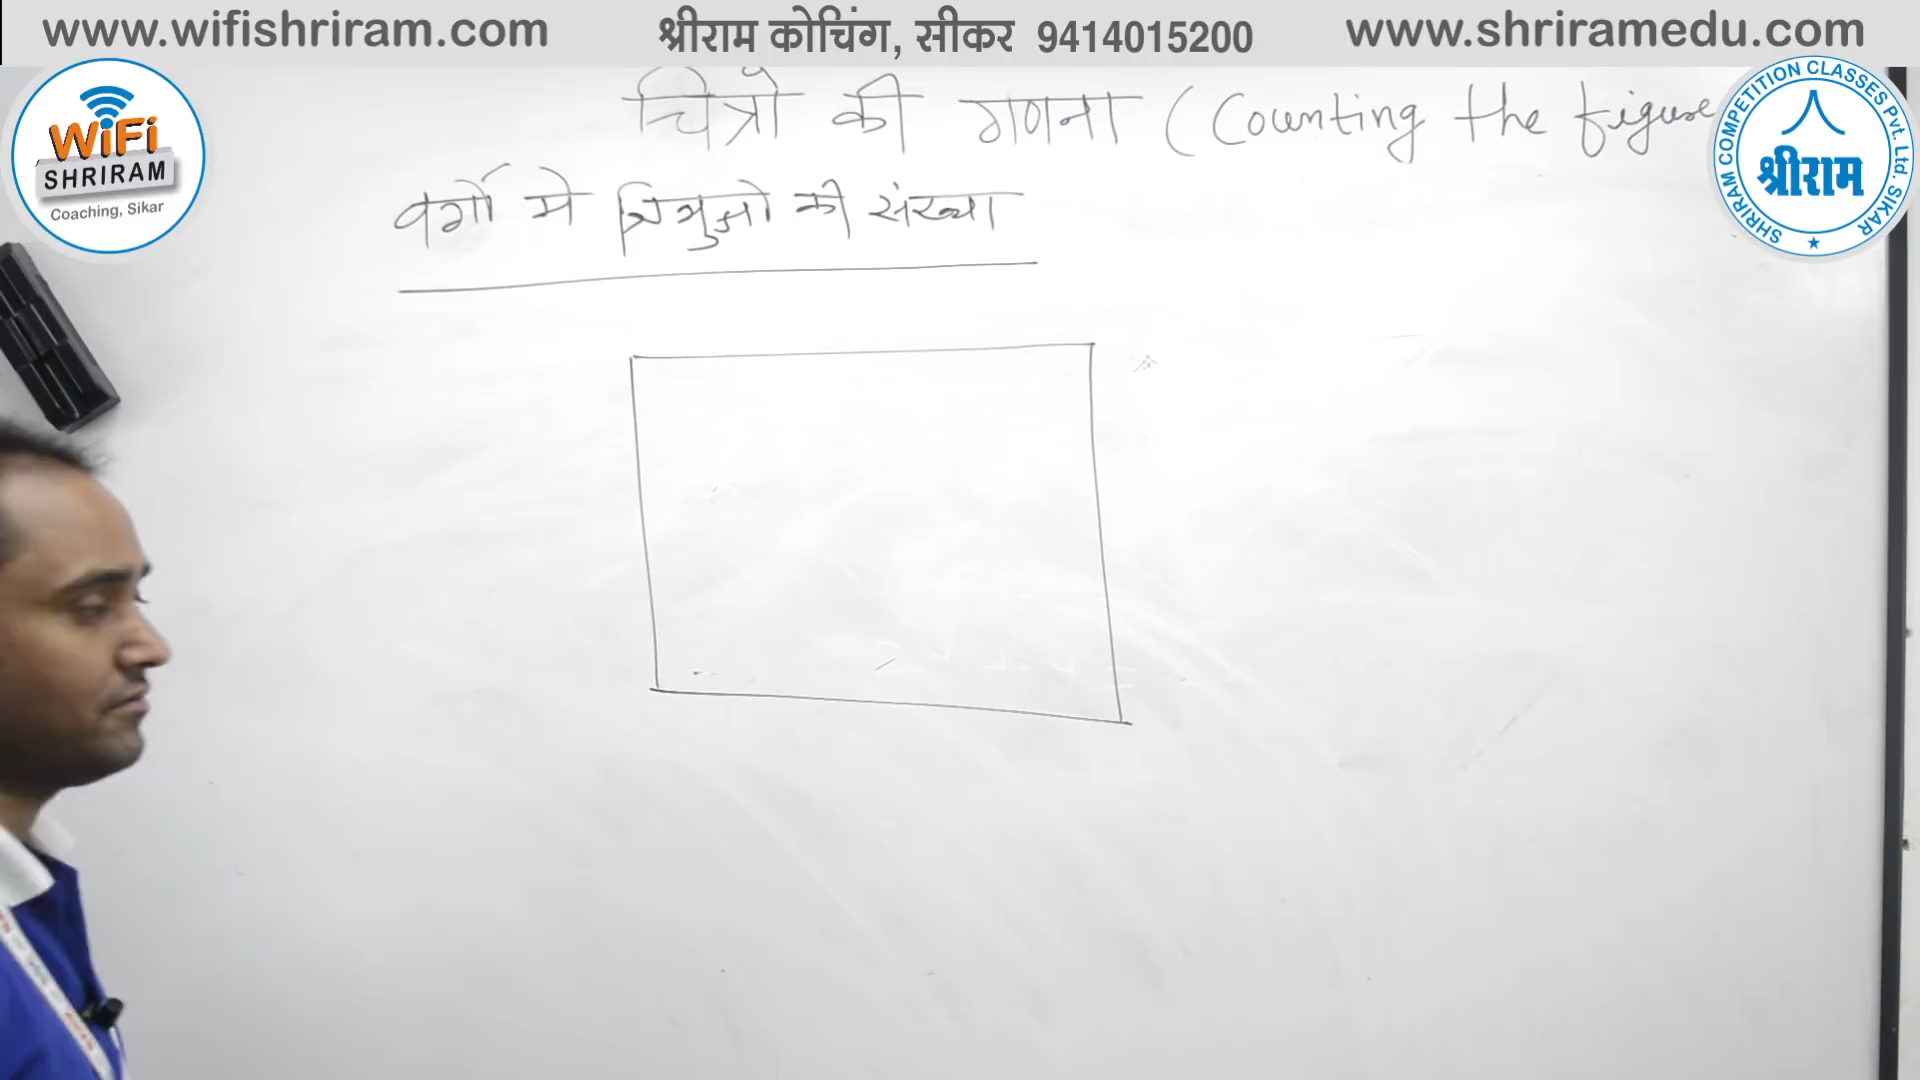 www.wifishriram.com श्रीराम कोचिंग, सीकर 9414015200 www.shriramedu.com
WiFi
SHRIRAM
Coaching, Sikar
SHRIRAM COMPETITION CLASSES Pvt. Ltd. SIKAR
श्रीराम
चित्रों की गणना (Counting the figure
वर्गो में त्रिभुजो की संख्या